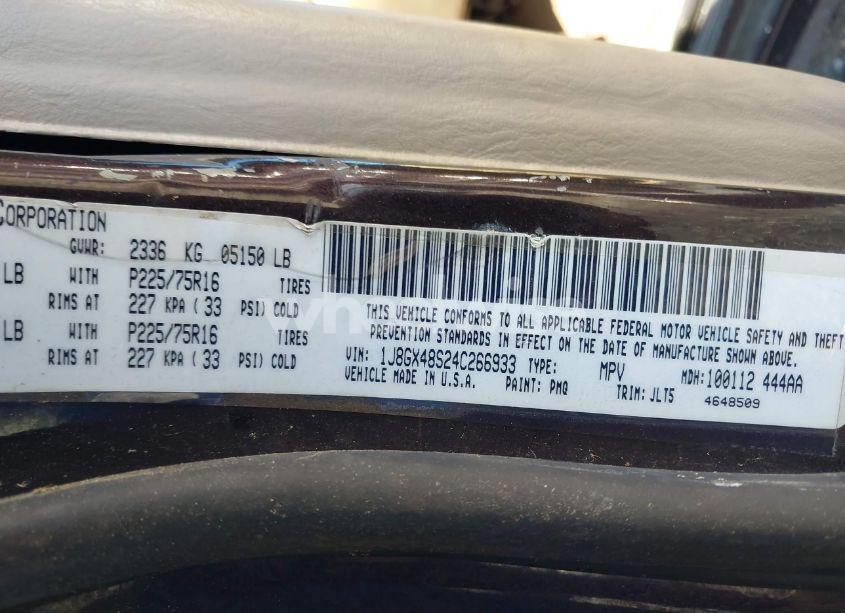 CORPORATION
GVWR: 2336 KG 05150 LB
LB WITH P225/75R16 TIRES
RIMS AT 227 KPA ( 33 PSI) COLD
LB WITH P225/75R16 TIRES
RIMS AT 227 KPA ( 33 PSI) COLD
THIS VEHICLE CONFORMS TO ALL APPLICABLE FEDERAL MOTOR VEHICLE SAFETY AND THEFT
PREVENTION STANDARDS IN EFFECT ON THE DATE OF MANUFACTURE SHOWN ABOVE.
VIN: 1J8GX48S24C266933 TYPE: MPV MDH:100112 444AA
VEHICLE MADE IN U.S.A. PAINT: PMQ TRIM: JLT5 4648509